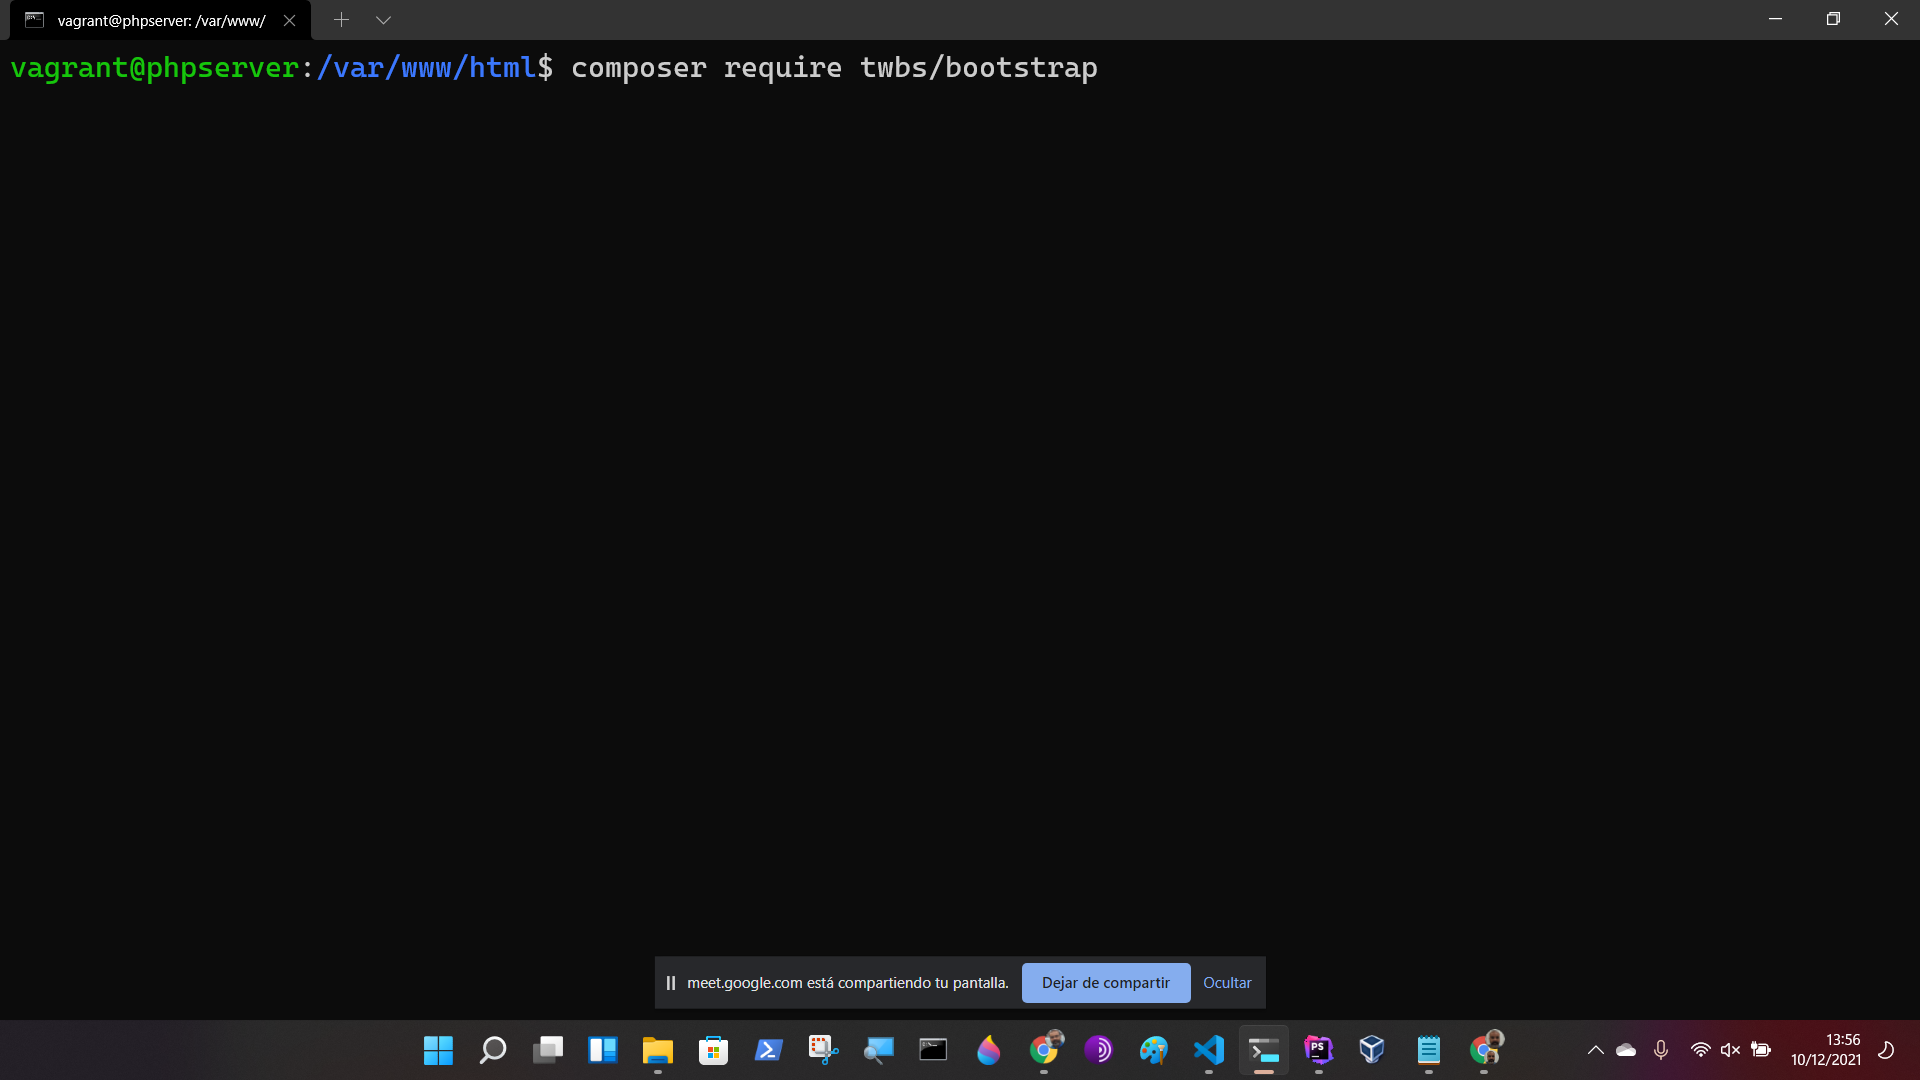 vagrant@phpserver: /var/www/
vagrant@phpserver:/var/www/html$ composer require twbs/bootstrap
meet.google.com está compartiendo tu pantalla.
Dejar de compartir
Ocultar
PS
13:56
10/12/2021